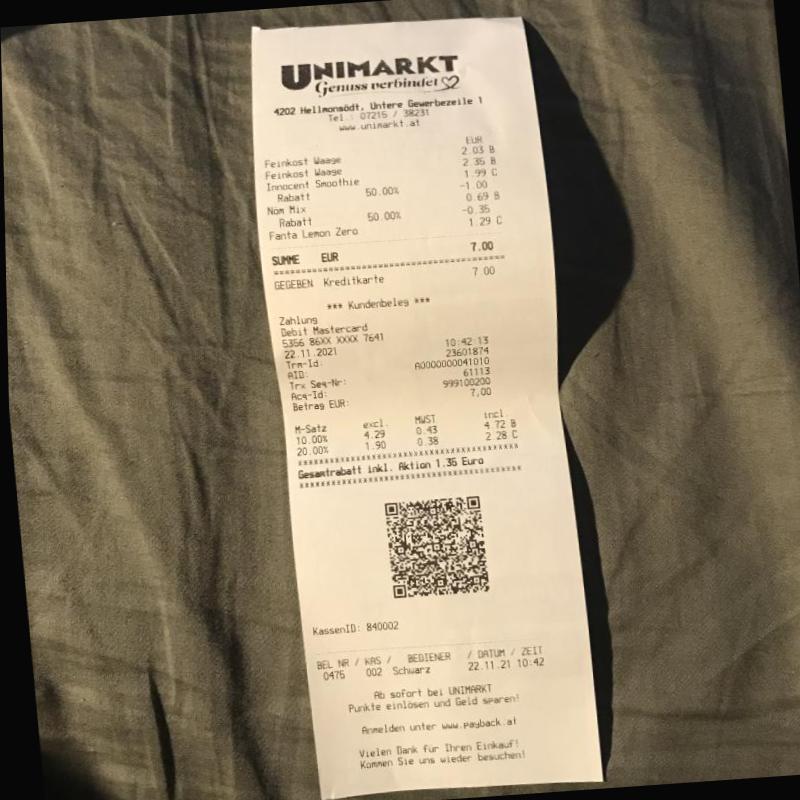 UNIMARKT
Genuss verbindet
4202 Hellmonsödt, Untere Gewerbezeile 1
Tel.: 07215 / 38231
www.unimarkt.at
EUR
Feinkost Waage 2.03 B
Feinkost Waage 2.35 B
Innocent Smoothie 1.99 C
Rabatt 50.00% -1.00
Nom Mix 0.69 B
Rabatt 50.00% -0.35
Fanta Lemon Zero 1.29 C
SUMME EUR 7.00
GEGEBEN Kreditkarte 7 00
*** Kundenbeleg ***
Zahlung
Debit Mastercard
5356 86XX XXXX 7641
22.11.2021 10:42:13
Trm-Id: 23601874
AID: A0000000041010
Trx Seq-Nr: 61113
Acq-Id: 999100200
Betrag EUR: 7,00
M-Satz excl. MWST incl.
10.00% 4.29 0.43 4.72 B
20.00% 1.90 0.38 2.28 C
Gesamtrabatt inkl. Aktion 1.35 Euro
KassenID: 840002
BEL NR / KAS / BEDIENER / DATUM / ZEIT
0475 002 Schwarz 22.11.21 10:42
Ab sofort bei UNIMARKT
Punkte einlösen und Geld sparen!
Anmelden unter www.payback.at
Vielen Dank für Ihren Einkauf!
Kommen Sie uns wieder besuchen!